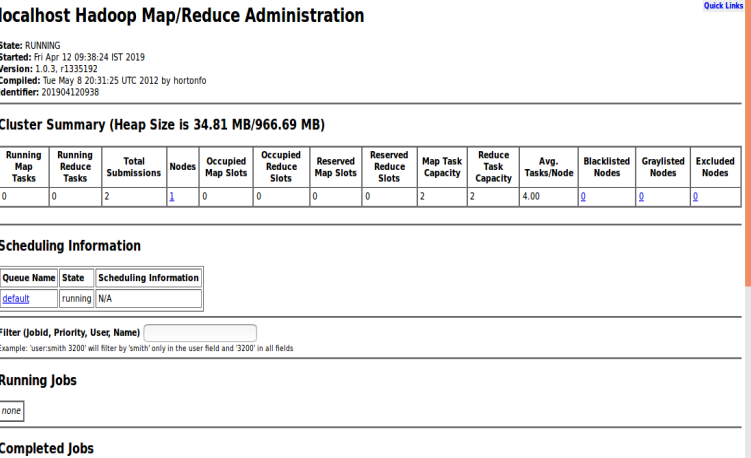 Quick Links
localhost Hadoop Map/Reduce Administration
State: RUNNING
Started: Fri Apr 12 09:38:24 IST 2019
Version: 1.0.3, r1335192
Compiled: Tue May 8 20:31:25 UTC 2012 by hortonfo
Identifier: 201904120938
Cluster Summary (Heap Size is 34.81 MB/966.69 MB)
Running Map Tasks Running Reduce Tasks Total Submissions Nodes Occupied Map Slots Occupied Reduce Slots Reserved Map Slots Reserved Reduce Slots Map Task Capacity Reduce Task Capacity Avg. Tasks/Node Blacklisted Nodes Graylisted Nodes Excluded Nodes
0 0 2 1 0 0 0 0 2 2 4.00 0 0 0
Scheduling Information
Queue Name State Scheduling Information
default running N/A
Filter (Jobid, Priority, User, Name)
Example: 'user:smith 3200' will filter by 'smith' only in the user field and '3200' in all fields
Running Jobs
none
Completed Jobs